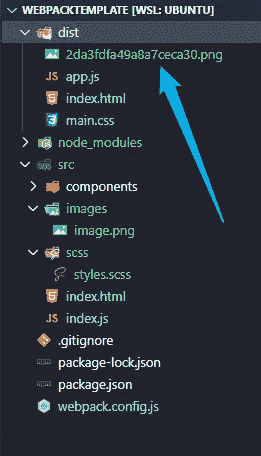 WEBPACKTEMPLATE [WSL: UBUNTU]
dist
2da3fdfa49a8a7ceca30.png
JS app.js
index.html
main.css
node_modules
src
components
images
image.png
scss
styles.scss
index.html
JS index.js
.gitignore
package-lock.json
package.json
webpack.config.js